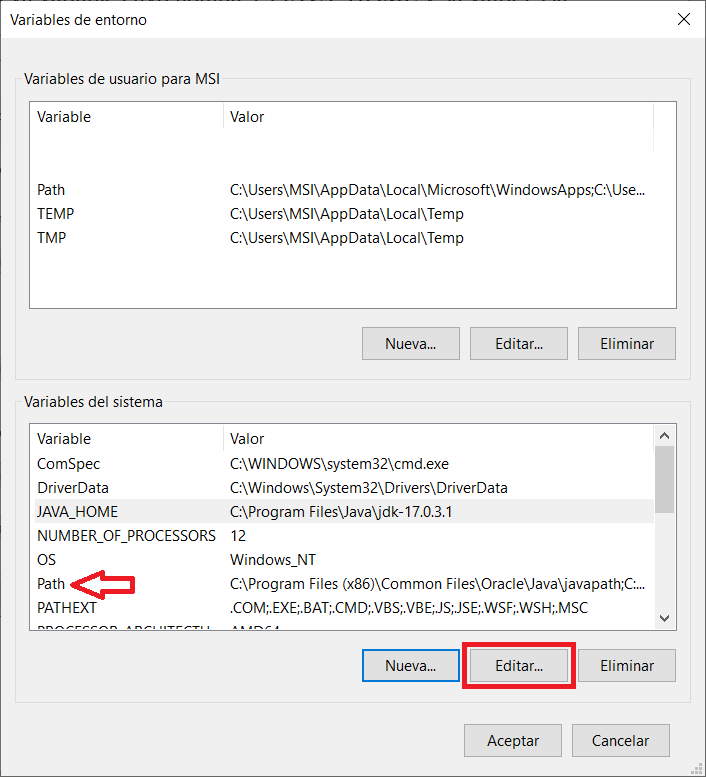 Variables de entorno
Variables de usuario para MSI
Variable Valor
Path C:\Users\MSI\AppData\Local\Microsoft\WindowsApps;C:\Use...
TEMP C:\Users\MSI\AppData\Local\Temp
TMP C:\Users\MSI\AppData\Local\Temp
Nueva... Editar... Eliminar
Variables del sistema
Variable Valor
ComSpec C:\WINDOWS\system32\cmd.exe
DriverData C:\Windows\System32\Drivers\DriverData
JAVA_HOME C:\Program Files\Java\jdk-17.0.3.1
NUMBER_OF_PROCESSORS 12
OS Windows_NT
Path C:\Program Files (x86)\Common Files\Oracle\Java\javapath;C:...
PATHEXT .COM;.EXE;.BAT;.CMD;.VBS;.VBE;.JS;.JSE;.WSF;.WSH;.MSC
PROCESSOR_ARCHITECTU... AMD64
Nueva... Editar... Eliminar
Aceptar Cancelar